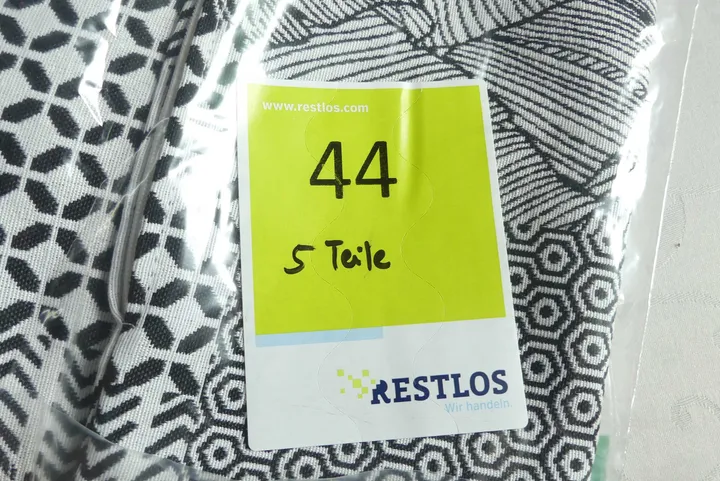 www.restlos.com
44
5 Teile
RESTLOS
Wir handeln.